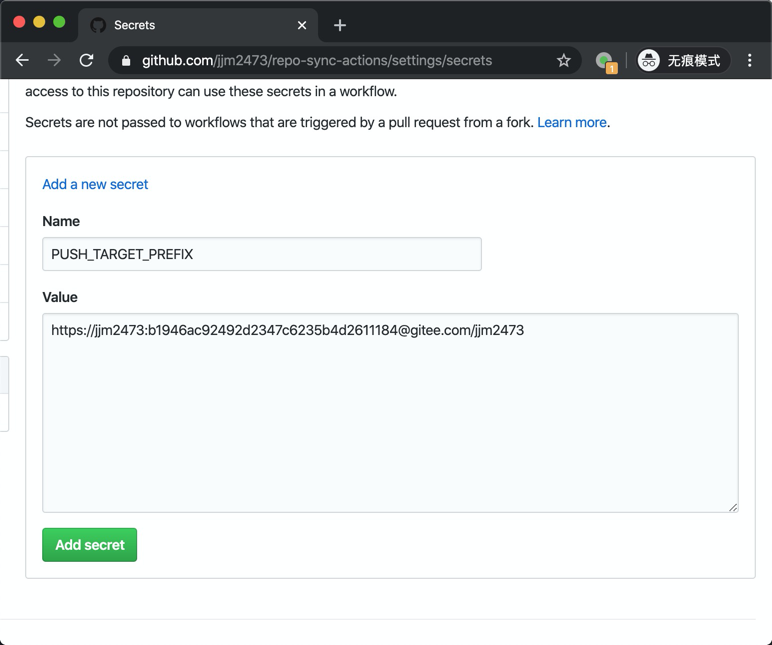 Secrets
github.com/jjm2473/repo-sync-actions/settings/secrets
1
无痕模式
access to this repository can use these secrets in a workflow.
Secrets are not passed to workflows that are triggered by a pull request from a fork. Learn more.
Add a new secret
Name
PUSH_TARGET_PREFIX
Value
https://jjm2473:b1946ac92492d2347c6235b4d2611184@gitee.com/jjm2473
Add secret